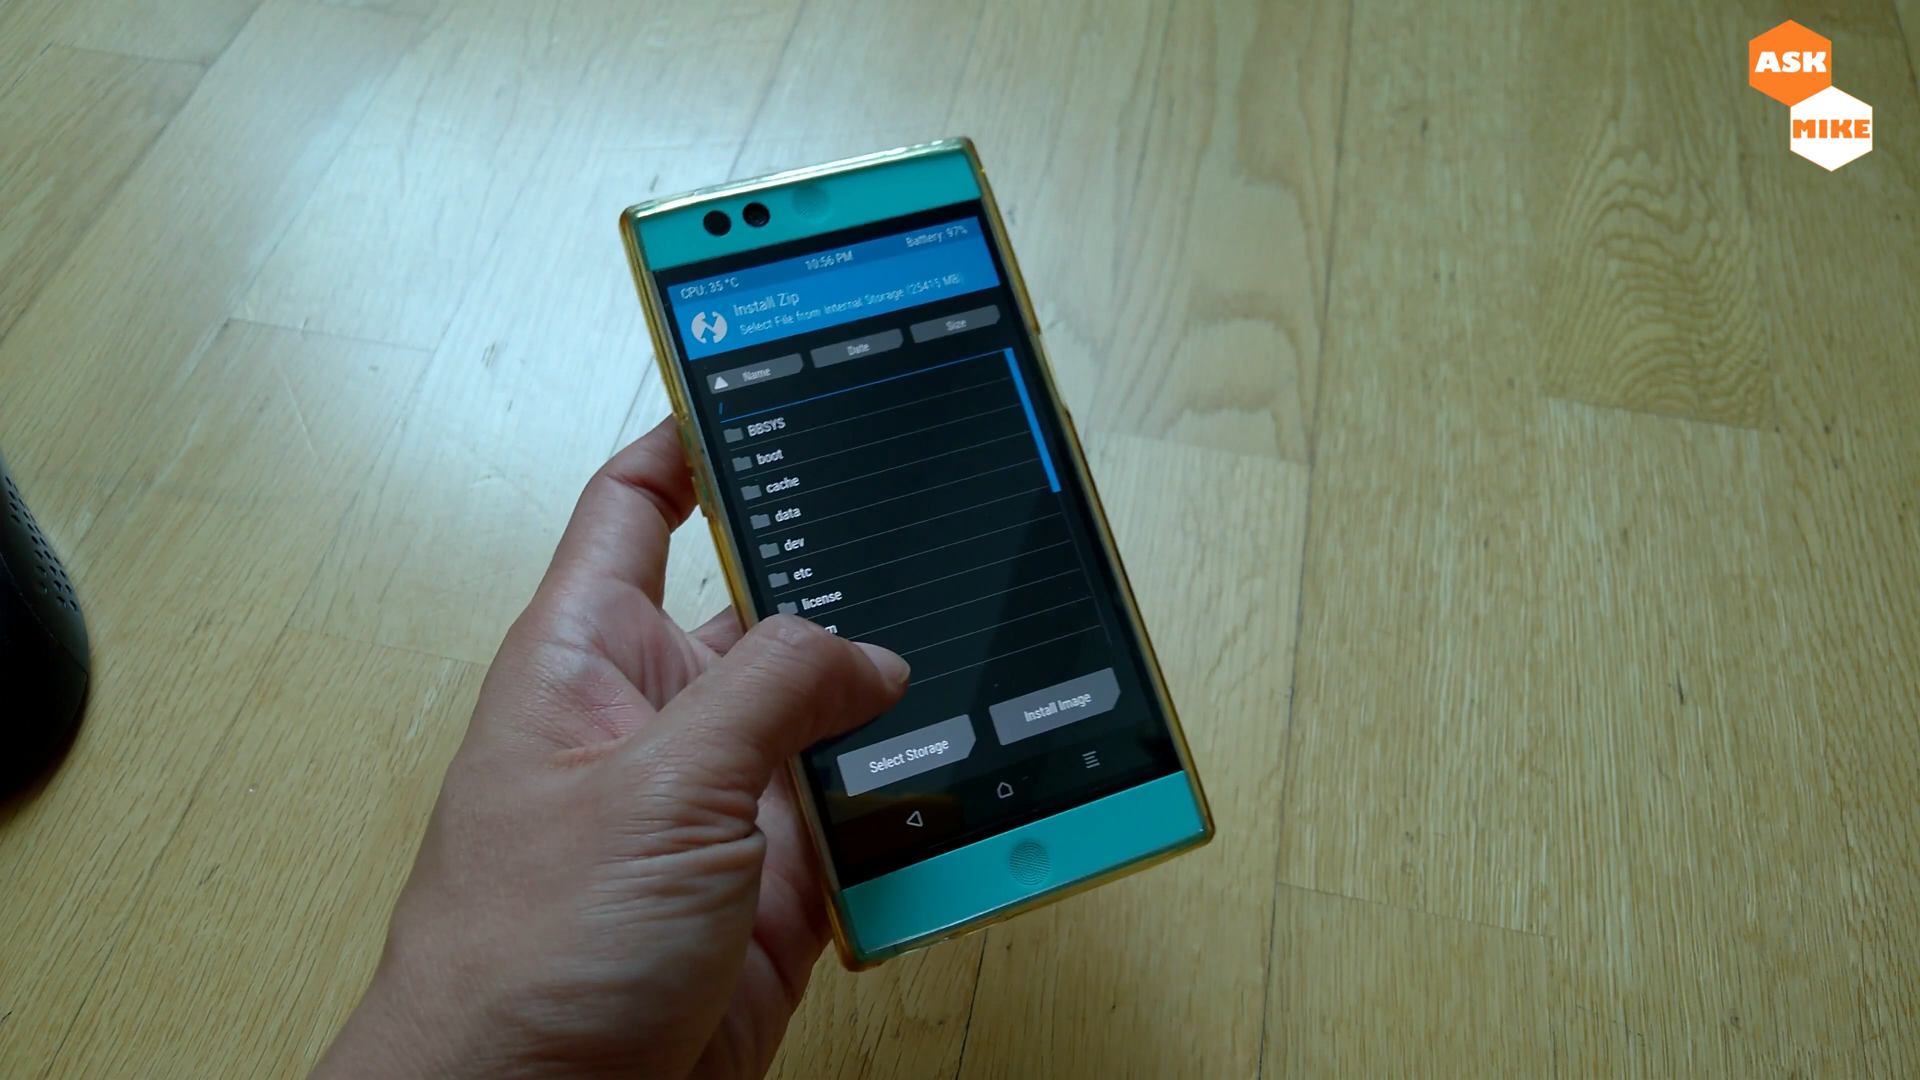 ASK
MIKE
Battery: 97%
10:56 PM
CPU: 35 °C
Install Zip
Select File from Internal Storage (25415 MB)
Name
Date
Size
/
BBSYS
boot
cache
data
dev
etc
license
Select Storage
Install Image